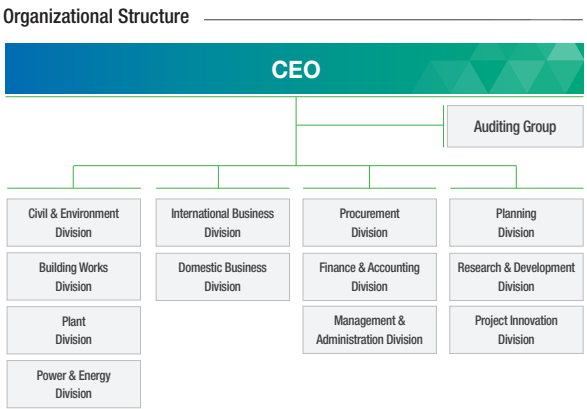 Organizational Structure
CEO
Auditing Group
Civil & Environment
Division
Building Works
Division
Plant
Division
Power & Energy
Division
International Business
Division
Domestic Business
Division
Procurement
Division
Finance & Accounting
Division
Management &
Administration Division
Planning
Division
Research & Development
Division
Project Innovation
Division